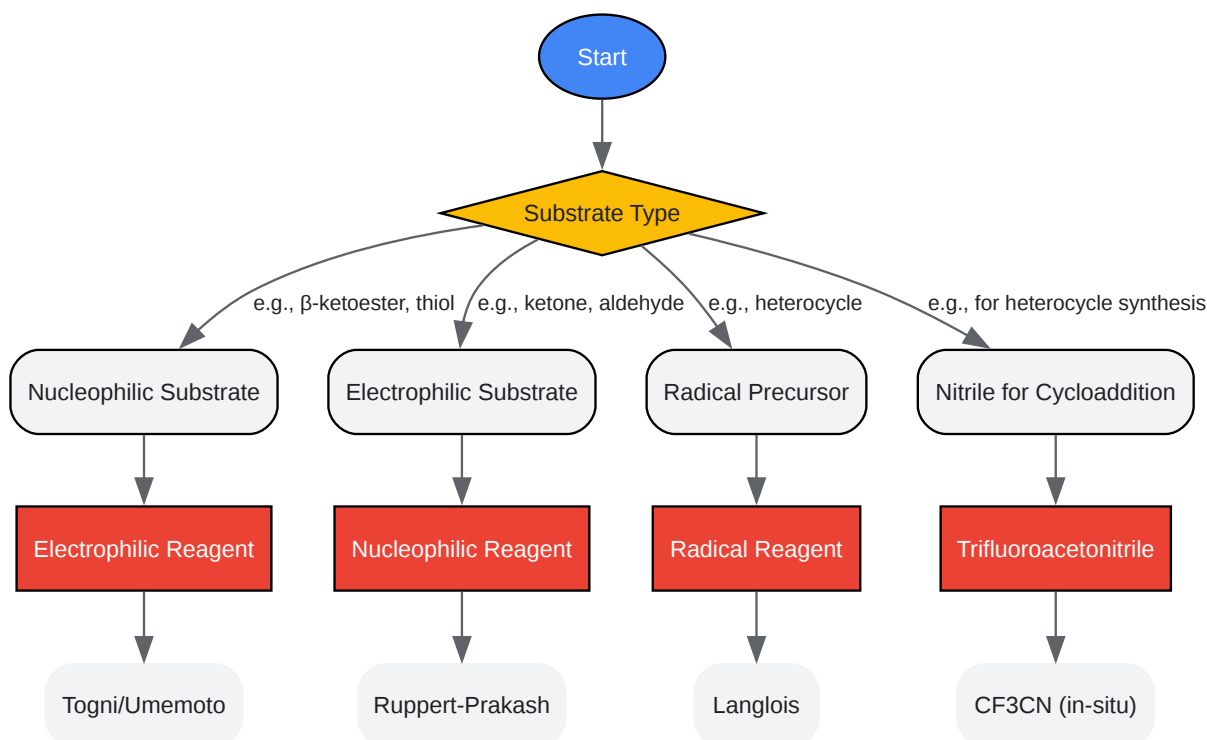 Start
Substrate Type
e.g., β-ketoester, thiol
e.g., ketone, aldehyde
e.g., heterocycle
e.g., for heterocycle synthesis
Nucleophilic Substrate
Electrophilic Substrate
Radical Precursor
Nitrile for Cycloaddition
Electrophilic Reagent
Nucleophilic Reagent
Radical Reagent
Trifluoroacetonitrile
Togni/Umemoto
Ruppert-Prakash
Langlois
CF3CN (in-situ)